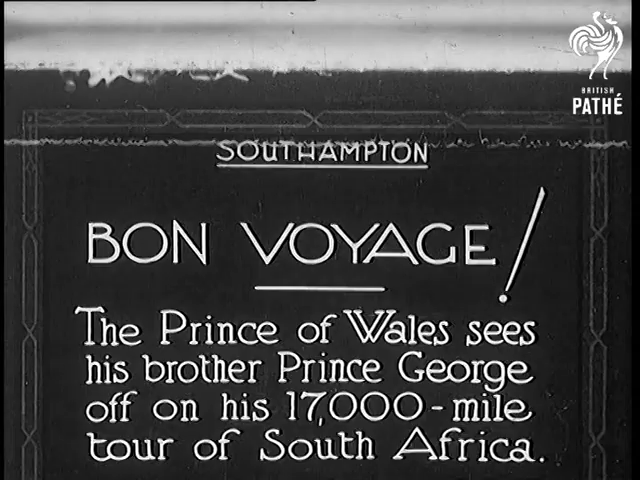 BRITISH
PATHÉ
SOUTHAMPTON
BON VOYAGE!
The Prince of Wales sees
his brother Prince George
off on his 17,000-mile
tour of South Africa.